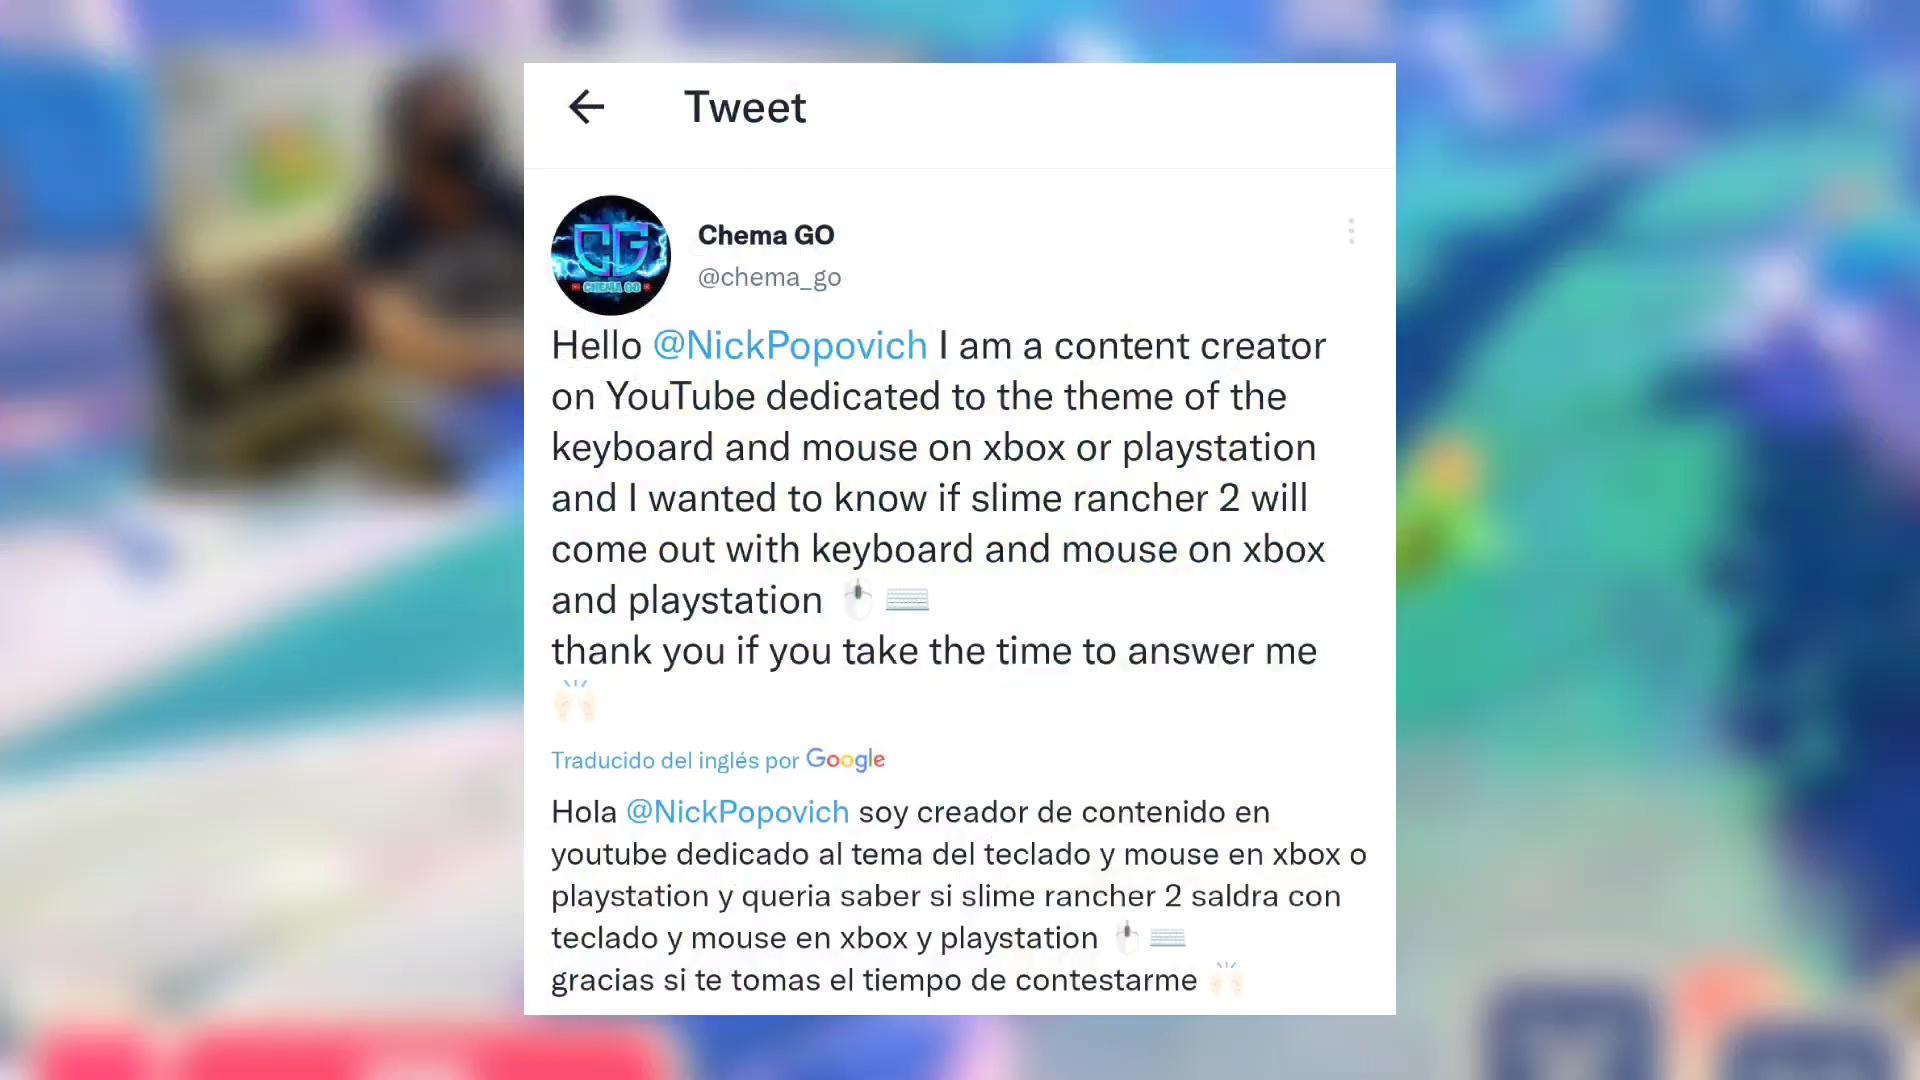 Tweet
CG
CHEMA GO
Chema GO
@chema_go
Hello @NickPopovich I am a content creator
on YouTube dedicated to the theme of the
keyboard and mouse on xbox or playstation
and I wanted to know if slime rancher 2 will
come out with keyboard and mouse on xbox
and playstation 🖱️⌨️
thank you if you take the time to answer me
🙌🏻
Traducido del inglés por Google
Hola @NickPopovich soy creador de contenido en
youtube dedicado al tema del teclado y mouse en xbox o
playstation y queria saber si slime rancher 2 saldra con
teclado y mouse en xbox y playstation 🖱️⌨️
gracias si te tomas el tiempo de contestarme 🙌🏻